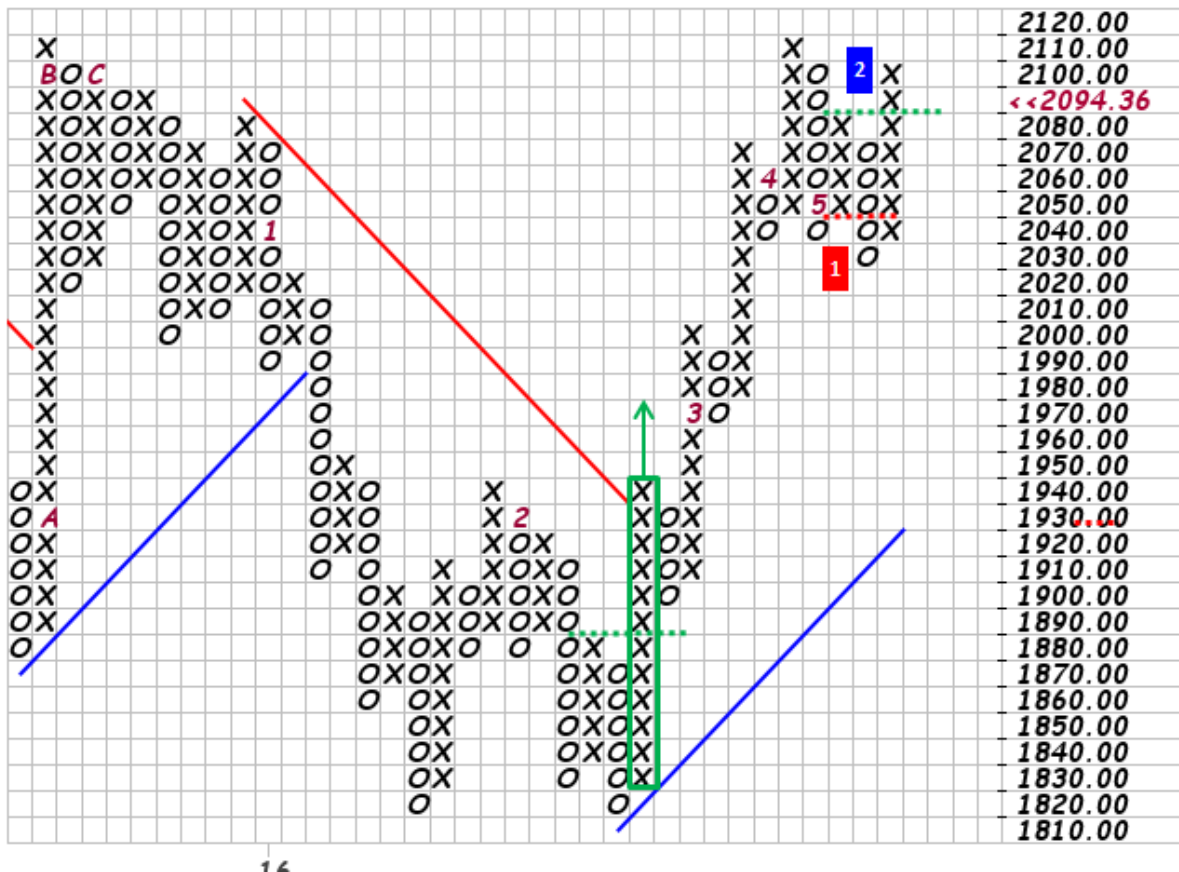 2120.00
X X 2110.00
B O C X O 2 X 2100.00
X O X O X X O X <<2094.36
X O X O X O X X O X X 2080.00
X O X O X O X X O X X O X O X 2070.00
X O X O X O X O X O X 4 X O X O X 2060.00
X O X O O X O X O X O X 5 X O X 2050.00
X O X O X O X 1 X O O O X 2040.00
X O X O X O X O X 1 O 2030.00
X O O X O X O X X 2020.00
X O X O O X O X 2010.00
X O O X O X X 2000.00
X O O X O X 1990.00
X O X O X 1980.00
X O 3 O 1970.00
X O X 1960.00
X O X X 1950.00
O X O X O X X X 1940.00
O A O X O X 2 X O X 1930.00
O X O X O X O X X O X 1920.00
O X O O X X O X O X O X 1910.00
O X O X X O X O X O X O 1900.00
O X O X O X O X O X O X 1890.00
O O X O X O O O X X 1880.00
O X O X O X O X 1870.00
O O X O X O X 1860.00
O X O X O X 1850.00
O X O X O X 1840.00
O X O O X 1830.00
O O 1820.00
1810.00
16